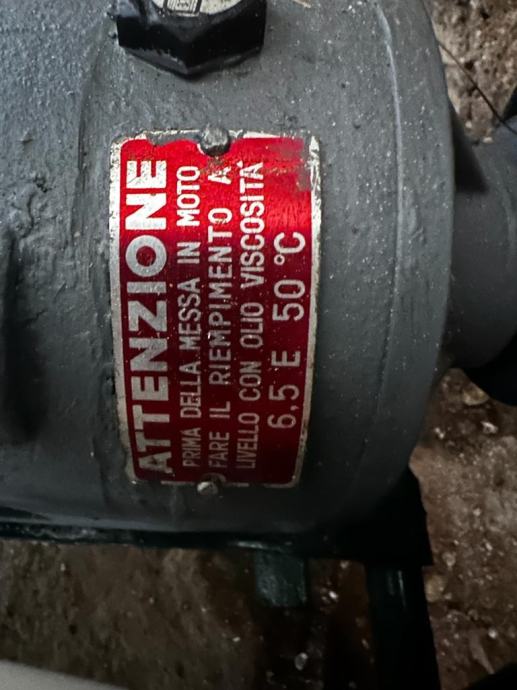 ATTENZIONE
PRIMA DELLA MESSA IN MOTO
FARE IL RIEMPIMENTO A
LIVELLO CON OLIO VISCOSITÀ
6,5 E 50 °C